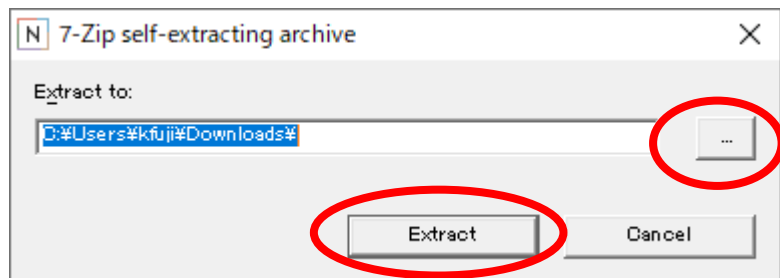 N 7-Zip self-extracting archive
Extract to:
C:¥Users¥kfuji¥Downloads¥
...
Extract Cancel